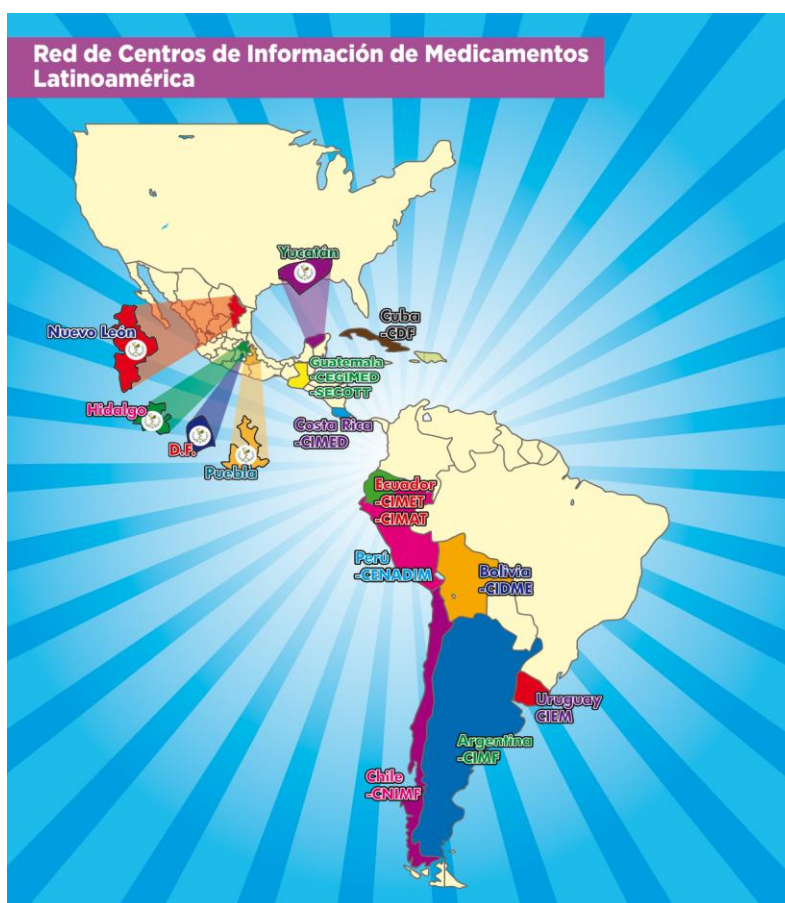 Red de Centros de Información de Medicamentos
Latinoamérica
Yucatán
Nuevo León
Cuba
-CDF
Guatemala
-CEGIMED
-SECOTT
Hidalgo
D.F.
Puebla
Costa Rica
-CIMED
Ecuador
-CIMET
-CIMAT
Perú
-CENADIM
Bolivia
-CIDME
Uruguay
CIEM
Argentina
-CIMF
Chile
-CNIMF